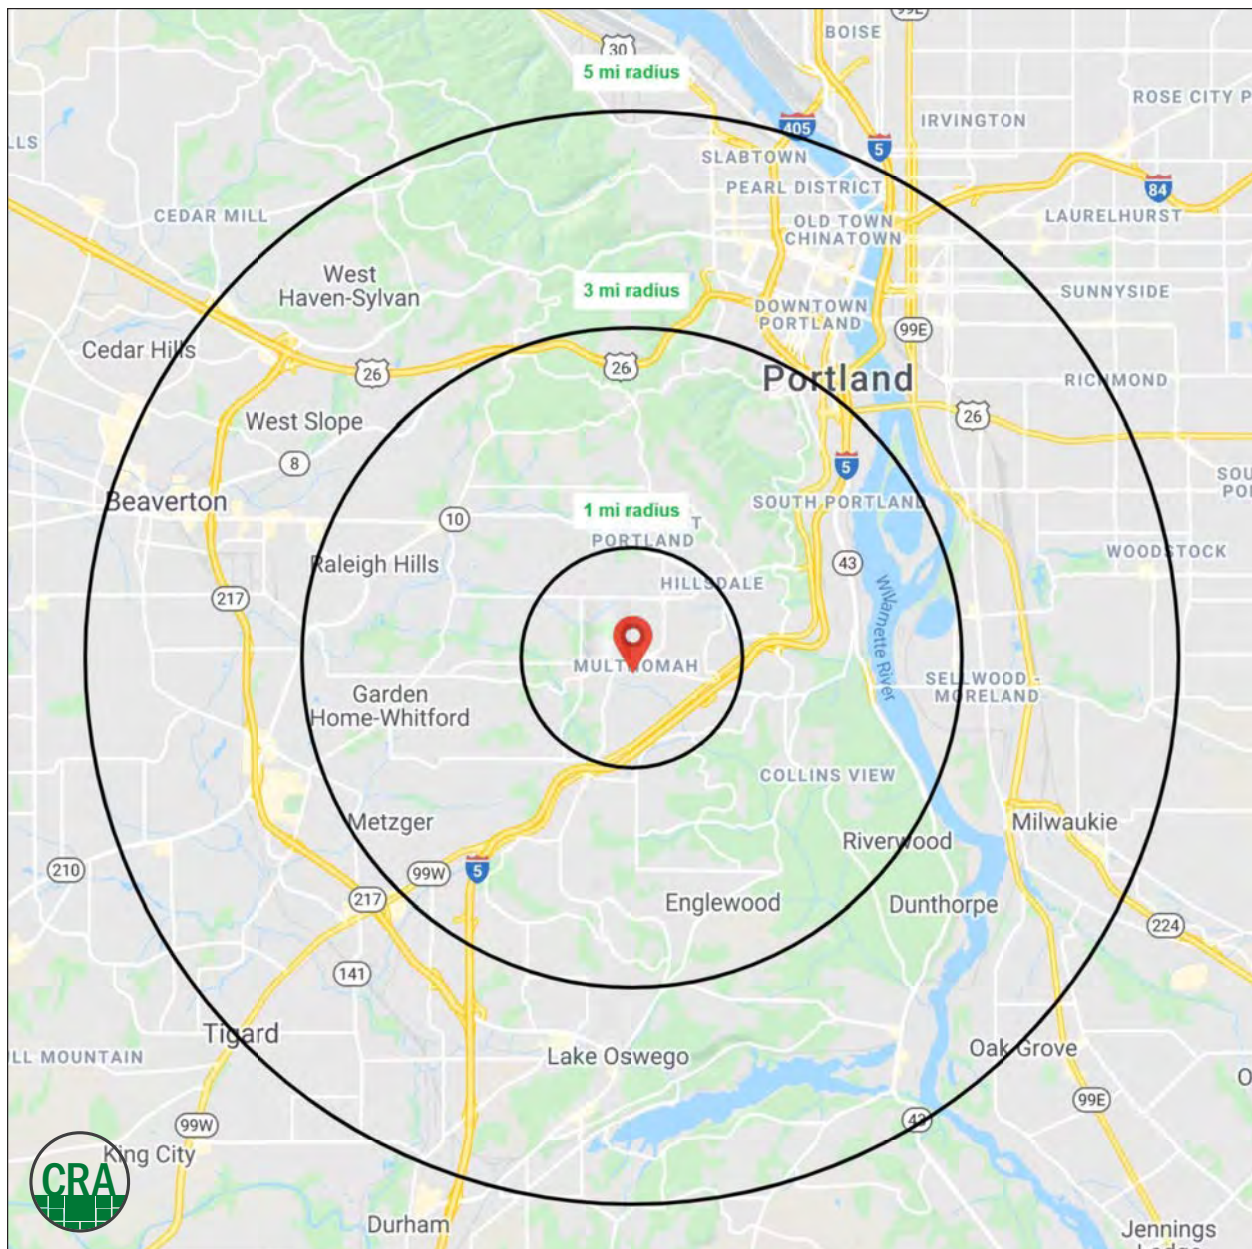 99E
BOISE
30
5 mi radius
ROSE CITY P
405
IRVINGTON
5
LLS
SLABTOWN
PEARL DISTRICT
84
CEDAR MILL
OLD TOWN
CHINATOWN
LAURELHURST
West
Haven-Sylvan
3 mi radius
SUNNYSIDE
DOWNTOWN
PORTLAND
99E
Cedar Hills
26
26
Portland
RICHMOND
26
West Slope
8
5
SOU
PO
Beaverton
SOUTH PORTLAND
10
1 mi radius
T
PORTLAND
WOODSTOCK
Raleigh Hills
43
HILLSDALE
217
Willamette River
MULTNOMAH
SELLWOOD -
MORELAND
Garden
Home-Whitford
COLLINS VIEW
Metzger
Milwaukie
Riverwood
210
99W
5
217
Englewood
Dunthorpe
224
141
Tigard
LL MOUNTAIN
Lake Oswego
Oak Grove
O
99E
99W
43
King City
CRA
Durham
Jennings
Lodge